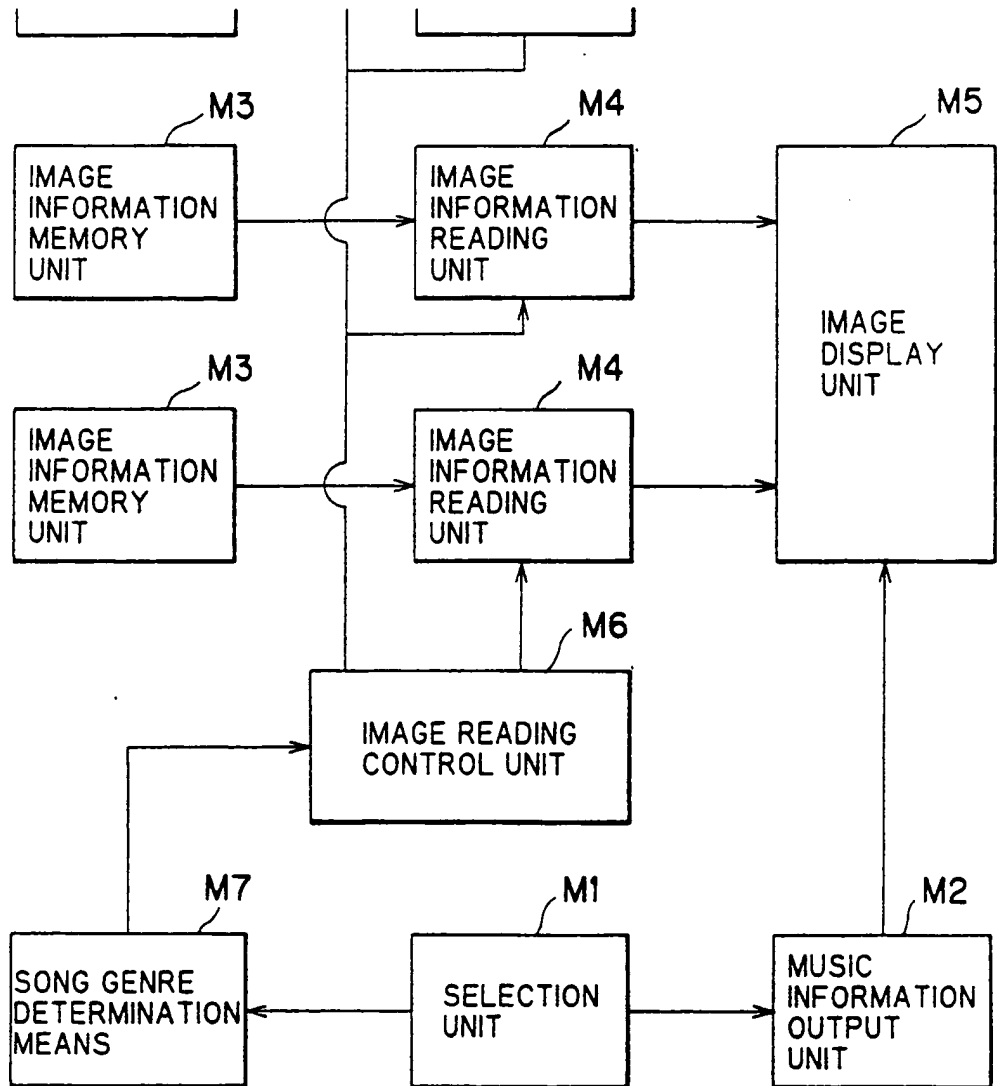 M3
M4
M5
IMAGE
INFORMATION
MEMORY
UNIT
IMAGE
INFORMATION
READING
UNIT
IMAGE
DISPLAY
UNIT
M3
M4
IMAGE
INFORMATION
MEMORY
UNIT
IMAGE
INFORMATION
READING
UNIT
M6
IMAGE READING
CONTROL UNIT
M7
M1
M2
SONG GENRE
DETERMINATION
MEANS
SELECTION
UNIT
MUSIC
INFORMATION
OUTPUT
UNIT